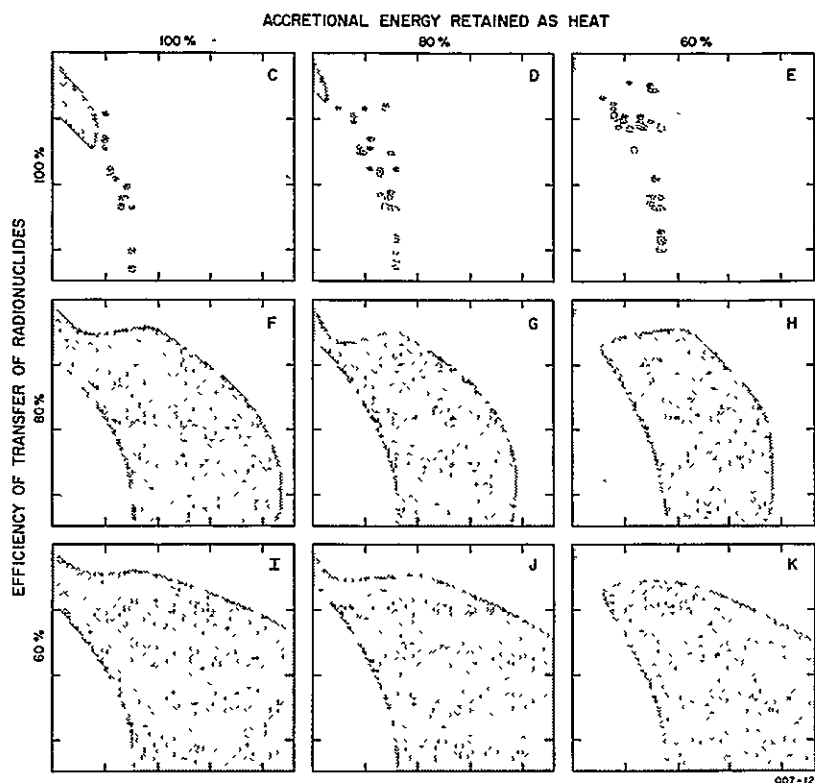 ACCRETIONAL ENERGY RETAINED AS HEAT
100% 80% 60%
EFFICIENCY OF TRANSFER OF RADIONUCLIDES
100%
C D E
80%
F G H
60%
I J K
007-12